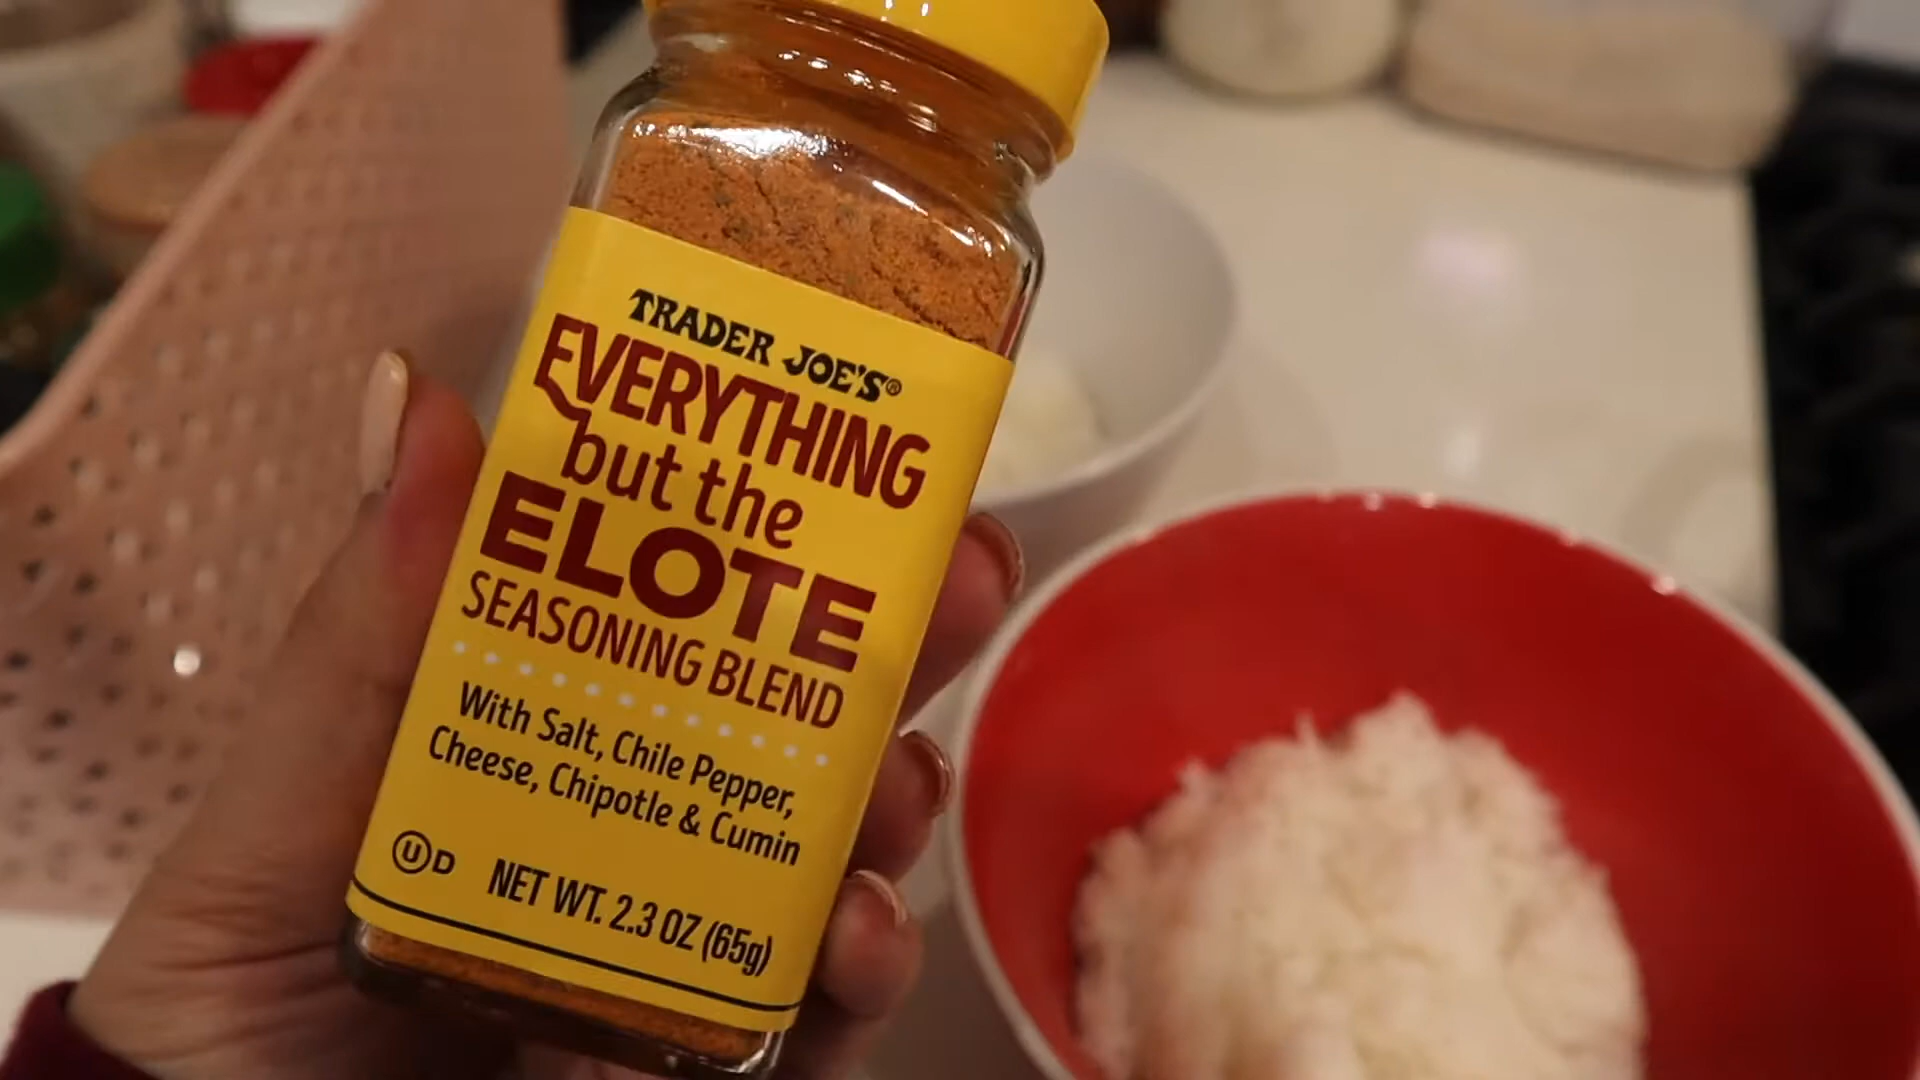 TRADER JOE'S®
EVERYTHING
but the
ELOTE
SEASONING BLEND
With Salt, Chile Pepper,
Cheese, Chipotle & Cumin
Ⓤ D NET WT. 2.3 OZ (65g)